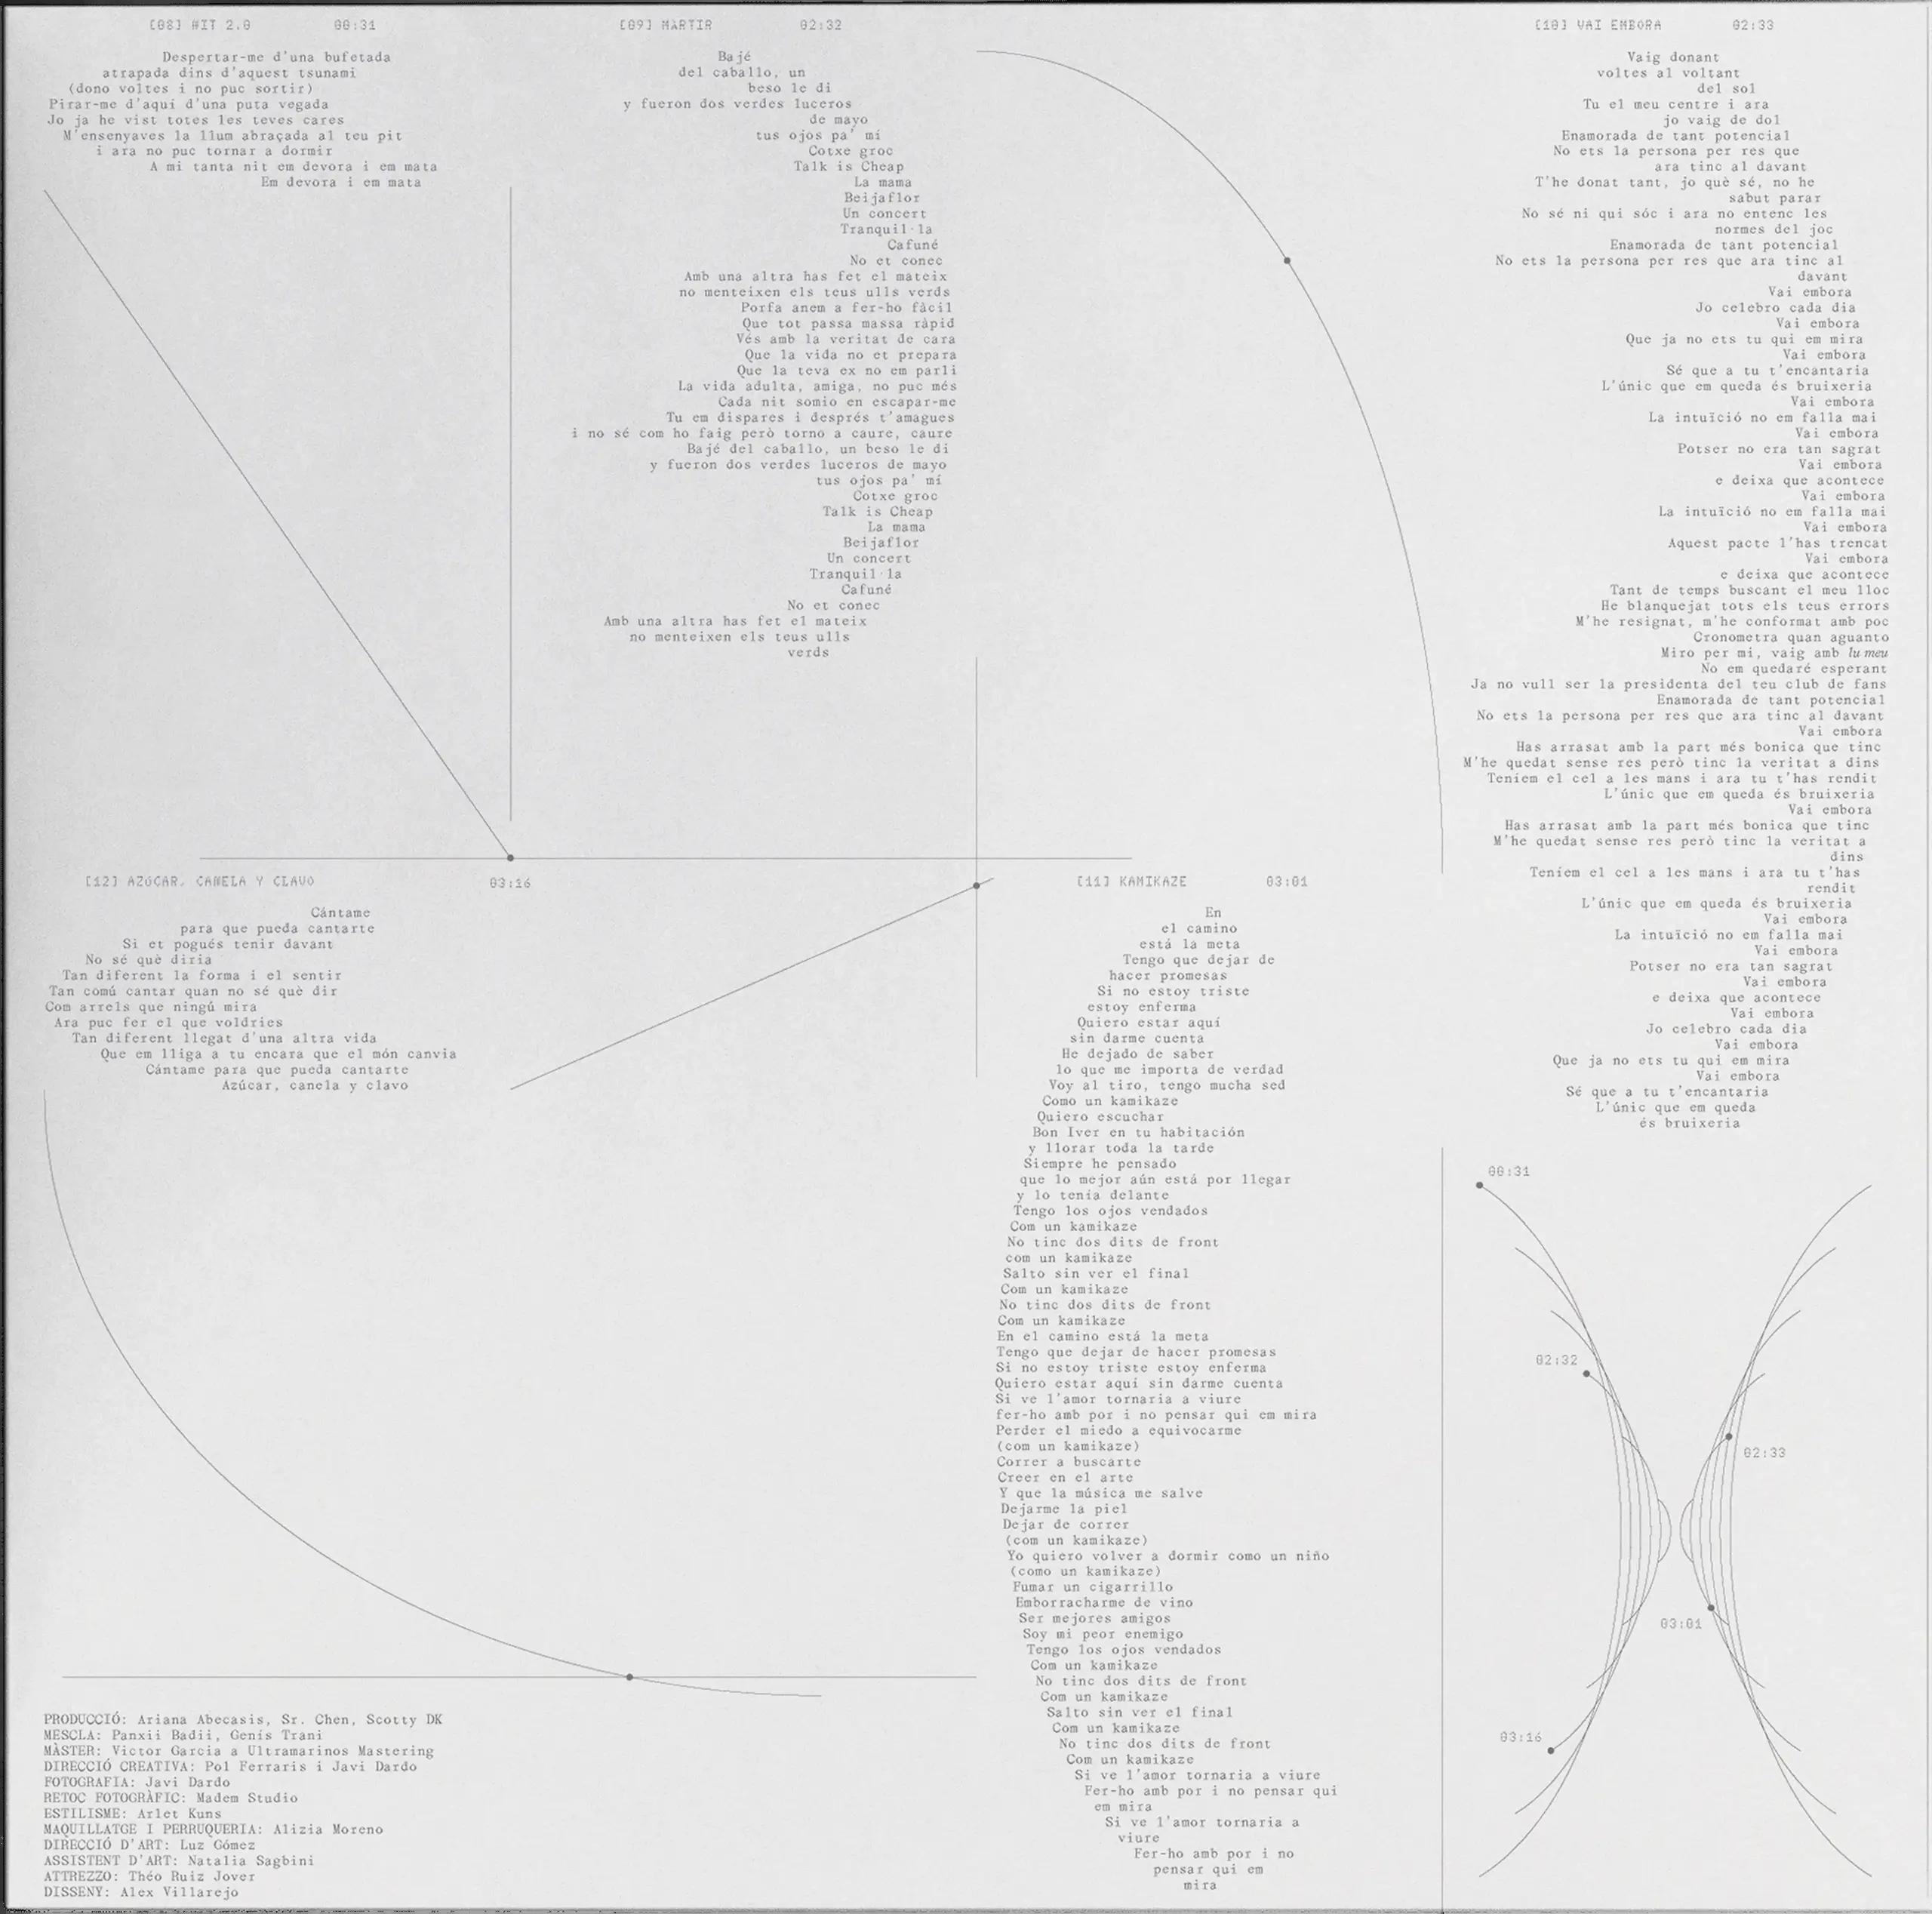 [08] WIT 2.0 00:31
Despertar-me d'una bufetada
atrapada dins d'aquest tsunami
(dono voltes i no puc sortir)
Pirar-me d'aquí d'una puta vegada
Jo ja he vist totes les teves cares
M'ensenyaves la llum abraçada al teu pit
i ara no puc tornar a dormir
A mi tanta nit em devora i em mata
Em devora i em mata
[09] MÀRTIR 02:32
Bajé
del caballo, un
beso le di
y fueron dos verdes luceros
de mayo
tus ojos pa' mí
Cotxe groc
Talk is Cheap
La mama
Beijaflor
Un concert
Tranquil·la
Cafuné
No et conec
Amb una altra has fet el mateix
no menteixen els teus ulls verds
Porfa anem a fer-ho fàcil
Que tot passa massa ràpid
Vés amb la veritat de cara
Que la vida no et prepara
Que la teva ex no em parli
La vida adulta, amiga, no puc més
Cada nit somio en escapar-me
Tu em dispares i després t'amagues
i no sé com ho faig però torno a caure, caure
Bajé del caballo, un beso le di
y fueron dos verdes luceros de mayo
tus ojos pa' mí
Cotxe groc
Talk is Cheap
La mama
Beijaflor
Un concert
Tranquil·la
Cafuné
No et conec
Amb una altra has fet el mateix
no menteixen els teus ulls
verds
[10] VAI EMBORA 02:33
Vaig donant
voltes al voltant
del sol
Tu el meu centre i ara
jo vaig de dol
Enamorada de tant potencial
No ets la persona per res que
ara tinc al davant
T'he donat tant, jo què sé, no he
sabut parar
No sé ni qui sóc i ara no entenc les
normes del joc
Enamorada de tant potencial
No ets la persona per res que ara tinc al
davant
Vai embora
Jo celebro cada dia
Vai embora
Que ja no ets tu qui em mira
Vai embora
Sé que a tu t'encantaria
L'únic que em queda és bruixeria
Vai embora
La intuïció no em falla mai
Vai embora
Potser no era tan sagrat
Vai embora
e deixa que acontece
Vai embora
La intuïció no em falla mai
Vai embora
Aquest pacte l'has trencat
Vai embora
e deixa que acontece
Tant de temps buscant el meu lloc
He blanquejat tots els teus errors
M'he resignat, m'he conformat amb poc
Cronometra quan aguanto
Miro per mi, vaig amb lu meu
No em quedaré esperant
Ja no vull ser la presidenta del teu club de fans
Enamorada de tant potencial
No ets la persona per res que ara tinc al davant
Vai embora
Has arrasat amb la part més bonica que tinc
M'he quedat sense res però tinc la veritat a dins
Teníem el cel a les mans i ara tu t'has rendit
L'únic que em queda és bruixeria
Vai embora
Has arrasat amb la part més bonica que tinc
M'he quedat sense res però tinc la veritat a
dins
Teníem el cel a les mans i ara tu t'has
rendit
L'únic que em queda és bruixeria
Vai embora
La intuïció no em falla mai
Vai embora
Potser no era tan sagrat
Vai embora
e deixa que acontece
Vai embora
Jo celebro cada dia
Vai embora
Que ja no ets tu qui em mira
Vai embora
Sé que a tu t'encantaria
L'únic que em queda
és bruixeria
[12] AZÚCAR, CANELA Y CLAVO 03:16
Cántame
para que pueda cantarte
Si et pogués tenir davant
No sé què diria
Tan diferent la forma i el sentir
Tan comú cantar quan no sé què dir
Com arrels que ningú mira
Ara puc fer el que voldries
Tan diferent llegat d'una altra vida
Que em lliga a tu encara que el món canvia
Cántame para que pueda cantarte
Azúcar, canela y clavo
[11] KAMIKAZE 03:01
En
el camino
está la meta
Tengo que dejar de
hacer promesas
Si no estoy triste
estoy enferma
Quiero estar aquí
sin darme cuenta
He dejado de saber
lo que me importa de verdad
Voy al tiro, tengo mucha sed
Como un kamikaze
Quiero escuchar
Bon Iver en tu habitación
y llorar toda la tarde
Siempre he pensado
que lo mejor aún está por llegar
y lo tenía delante
Tengo los ojos vendados
Com un kamikaze
No tinc dos dits de front
com un kamikaze
Salto sin ver el final
Com un kamikaze
No tinc dos dits de front
Com un kamikaze
En el camino está la meta
Tengo que dejar de hacer promesas
Si no estoy triste estoy enferma
Quiero estar aquí sin darme cuenta
Si ve l'amor tornaria a viure
fer-ho amb por i no pensar qui em mira
Perder el miedo a equivocarme
(com un kamikaze)
Correr a buscarte
Creer en el arte
Y que la música me salve
Dejarme la piel
Dejar de correr
(com un kamikaze)
Yo quiero volver a dormir como un niño
(como un kamikaze)
Fumar un cigarrillo
Emborracharme de vino
Ser mejores amigos
Soy mi peor enemigo
Tengo los ojos vendados
Com un kamikaze
No tinc dos dits de front
Com un kamikaze
Salto sin ver el final
Com un kamikaze
No tinc dos dits de front
Com un kamikaze
Si ve l'amor tornaria a viure
Fer-ho amb por i no pensar qui
em mira
Si ve l'amor tornaria a
viure
Fer-ho amb por i no
pensar qui em
mira
00:31
02:32
02:33
03:01
03:16
PRODUCCIÓ: Ariana Abecasis, Sr. Chen, Scotty DK
MESCLA: Panxii Badii, Genís Trani
MÀSTER: Victor Garcia a Ultramarinos Mastering
DIRECCIÓ CREATIVA: Pol Ferraris i Javi Dardo
FOTOGRAFIA: Javi Dardo
RETOC FOTOGRÀFIC: Madem Studio
ESTILISME: Arlet Kuns
MAQUILLATGE I PERRUQUERIA: Alizia Moreno
DIRECCIÓ D'ART: Luz Gómez
ASSISTENT D'ART: Natalia Sagbini
ATTREZZO: Théo Ruiz Jover
DISSENY: Alex Villarejo